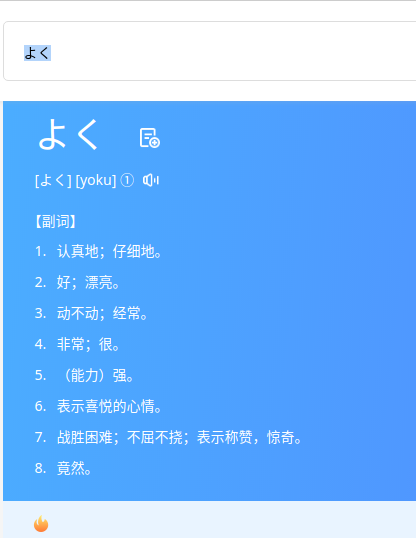 よく
よく
[よく] [yoku] ①
【副词】
1. 认真地；仔细地。
2. 好；漂亮。
3. 动不动；经常。
4. 非常；很。
5. （能力）强。
6. 表示喜悦的心情。
7. 战胜困难；不屈不挠；表示称赞，惊奇。
8. 竟然。